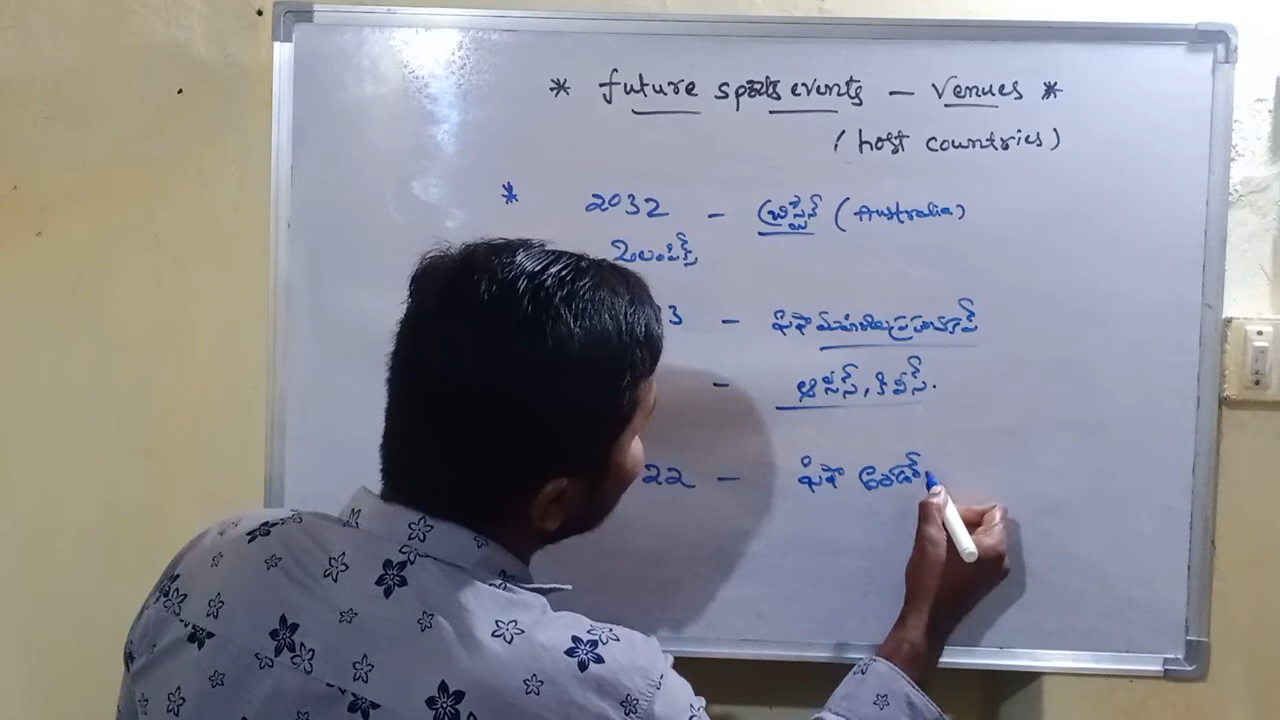 * future sports events - Venues *
(host countries)
* 2032 - బ్రిస్బేన్ (Australia)
ఒలంపిక్స్
3 - ఫిఫా మహిళల ప్రపంచకప్
- ఆసీస్, కివీస్.
22 - ఫిఫా